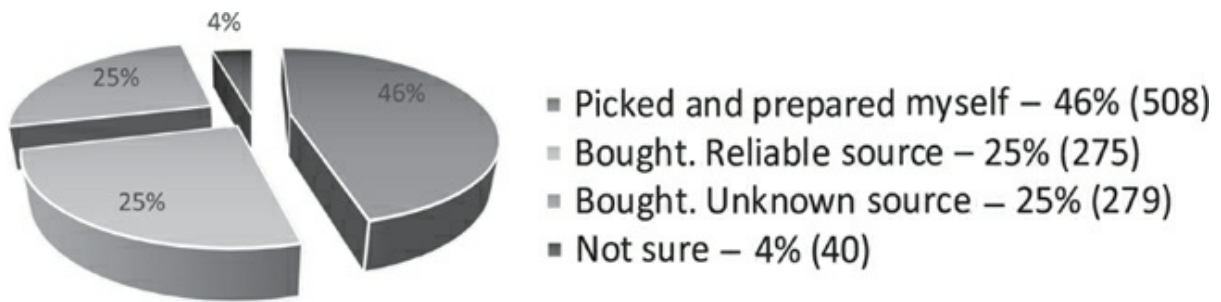 4%
25%
46%
25%
Picked and prepared myself – 46% (508)
Bought. Reliable source – 25% (275)
Bought. Unknown source – 25% (279)
Not sure – 4% (40)